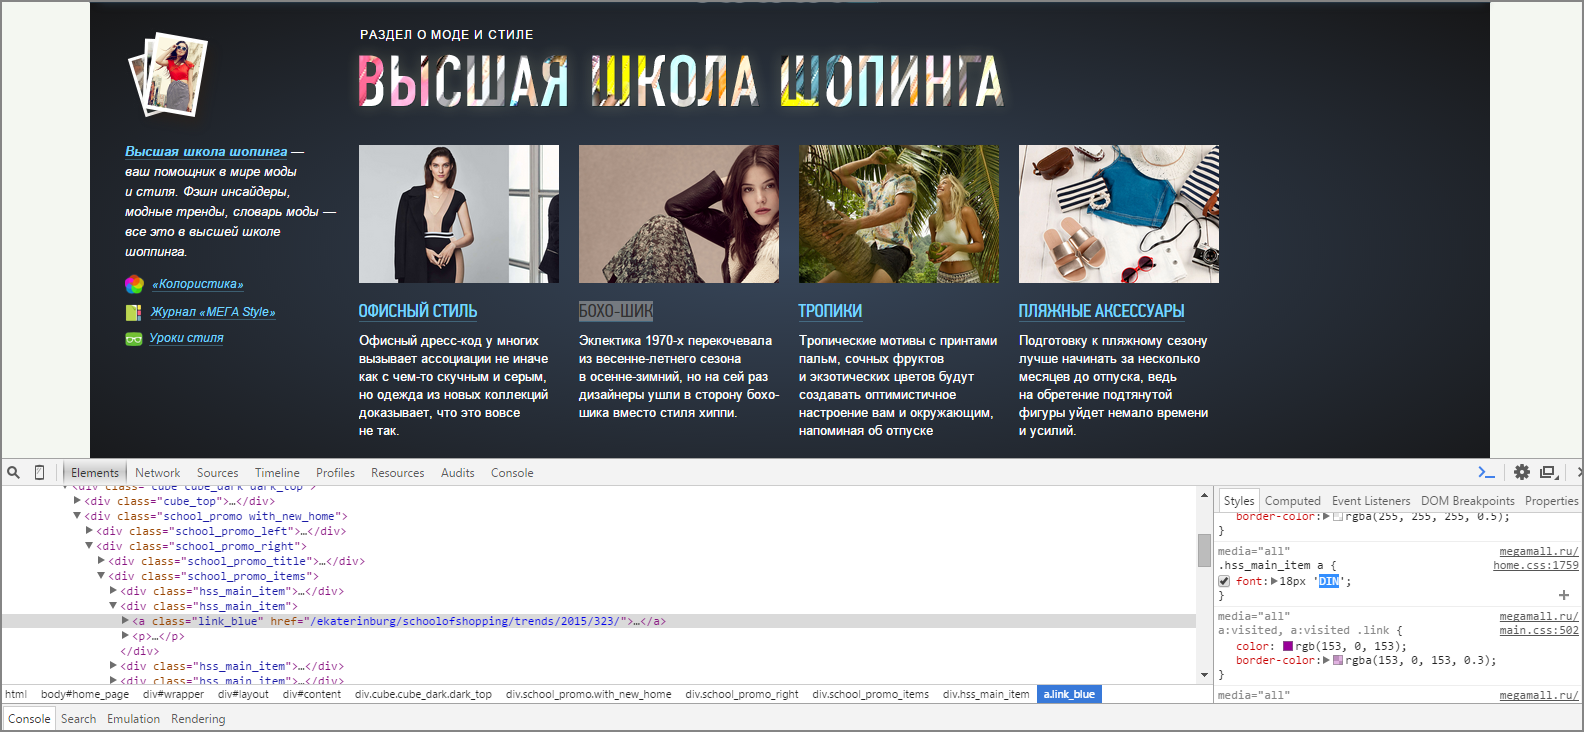 РАЗДЕЛ О МОДЕ И СТИЛЕ
ВЫСШАЯ ШКОЛА ШОПИНГА
Высшая школа шопинга —
ваш помощник в мире моды
и стиля. Фэшн инсайдеры,
модные тренды, словарь моды —
все это в высшей школе
шоппинга.
«Колористика»
Журнал «МЕГА Style»
Уроки стиля
ОФИСНЫЙ СТИЛЬ
Офисный дресс-код у многих
вызывает ассоциации не иначе
как с чем-то скучным и серым,
но одежда из новых коллекций
доказывает, что это вовсе
не так.
БОХО-ШИК
Эклектика 1970-х перекочевала
из весенне-летнего сезона
в осенне-зимний, но на сей раз
дизайнеры ушли в сторону бохо-
шика вместо стиля хиппи.
ТРОПИКИ
Тропические мотивы с принтами
пальм, сочных фруктов
и экзотических цветов будут
создавать оптимистичное
настроение вам и окружающим,
напоминая об отпуске
ПЛЯЖНЫЕ АКСЕССУАРЫ
Подготовку к пляжному сезону
лучше начинать за несколько
месяцев до отпуска, ведь
на обретение подтянутой
фигуры уйдет немало времени
и усилий.
Elements Network Sources Timeline Profiles Resources Audits Console
<div class="cube cube_dark dark_top">
<div class="cube_top">…</div>
<div class="school_promo with_new_home">
<div class="school_promo_left">…</div>
<div class="school_promo_right">
<div class="school_promo_title">…</div>
<div class="school_promo_items">
<div class="hss_main_item">…</div>
<div class="hss_main_item">
<a class="link_blue" href="/ekaterinburg/schoolofshopping/trends/2015/323/">…</a>
<p>…</p>
</div>
<div class="hss_main_item">…</div>
<div class="hss_main_item">…</div>
html body#home_page div#wrapper div#layout div#content div.cube.cube_dark.dark_top div.school_promo.with_new_home div.school_promo_right div.school_promo_items div.hss_main_item a.link_blue
Styles Computed Event Listeners DOM Breakpoints Properties
border-color: rgba(255, 255, 255, 0.5);
}
media="all" megamall.ru/
.hss_main_item a { home.css:1759
font: 18px 'DIN';
}
media="all" megamall.ru/
a:visited, a:visited .link { main.css:502
color: rgb(153, 0, 153);
border-color: rgba(153, 0, 153, 0.3);
}
media="all" megamall.ru/
Console Search Emulation Rendering